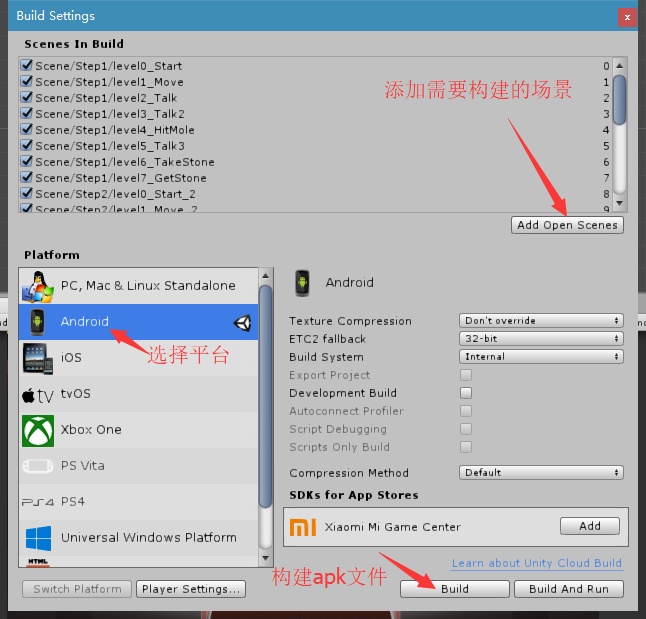 Build Settings
x
Scenes In Build
Scene/Step1/level0_Start 0
Scene/Step1/level1_Move 1
Scene/Step1/level2_Talk 2
Scene/Step1/level3_Talk2 3
Scene/Step1/level4_HitMole 4
Scene/Step1/level5_Talk3 5
Scene/Step1/level6_TakeStone 6
Scene/Step1/level7_GetStone 7
Scene/Step2/level0_Start_2 8
Scene/Step2/level1_Move_2 9
添加需要构建的场景
Add Open Scenes
Platform
PC, Mac & Linux Standalone
Android
选择平台
iOS
tv
tvOS
Xbox One
PS Vita
PS4
PS4
Universal Windows Platform
HTML
Android
Texture Compression Don't override
ETC2 fallback 32-bit
Build System Internal
Export Project
Development Build
Autoconnect Profiler
Script Debugging
Scripts Only Build
Compression Method Default
SDKs for App Stores
Xiaomi Mi Game Center Add
Learn about Unity Cloud Build
构建apk文件
Switch Platform Player Settings... Build Build And Run